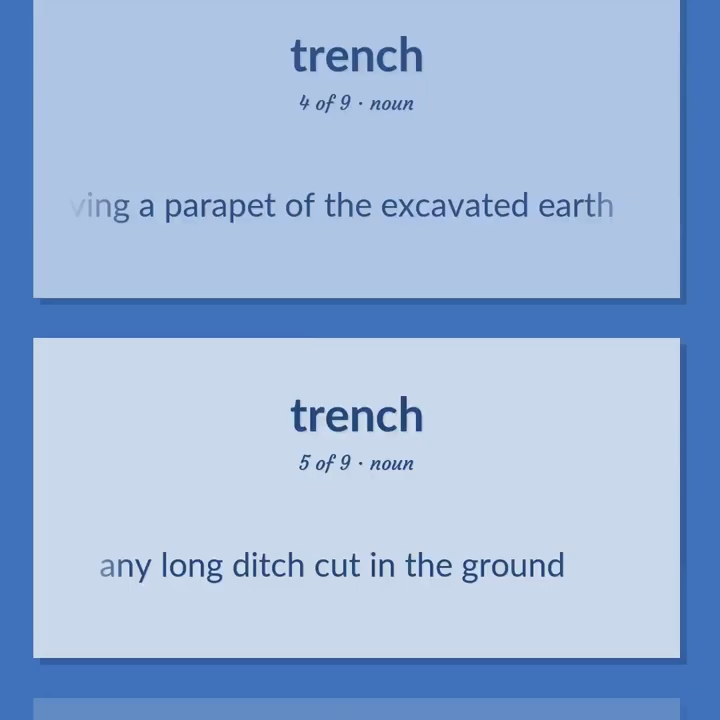 trench
4 of 9 · noun
ving a parapet of the excavated earth
trench
5 of 9 · noun
any long ditch cut in the ground